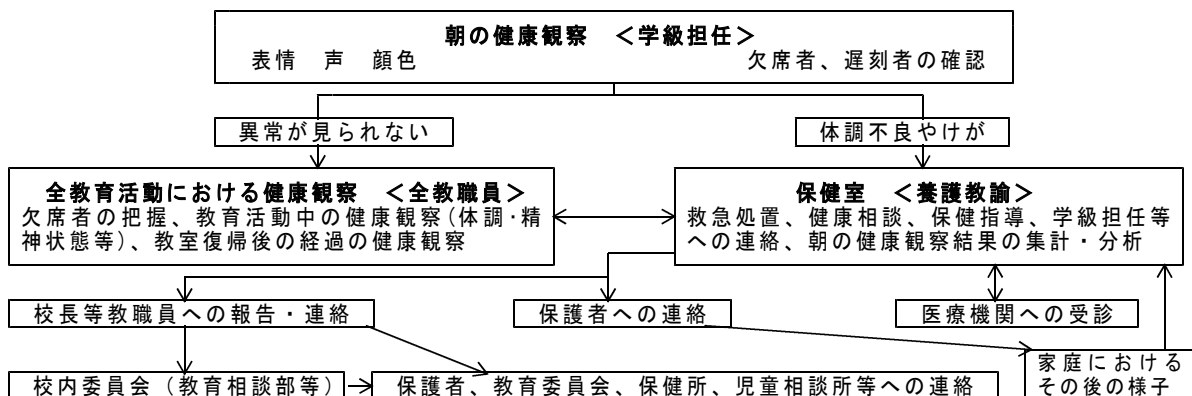 朝の健康観察 ＜学級担任＞
表情 声 顔色 欠席者、遅刻者の確認
異常が見られない
体調不良やけが
全教育活動における健康観察 ＜全教職員＞
欠席者の把握、教育活動中の健康観察(体調･精
神状態等)、教室復帰後の経過の健康観察
保健室 ＜養護教諭＞
救急処置、健康相談、保健指導、学級担任等
への連絡、朝の健康観察結果の集計・分析
校長等教職員への報告・連絡
保護者への連絡
医療機関への受診
校内委員会（教育相談部等）
保護者、教育委員会、保健所、児童相談所等への連絡
家庭における
その後の様子